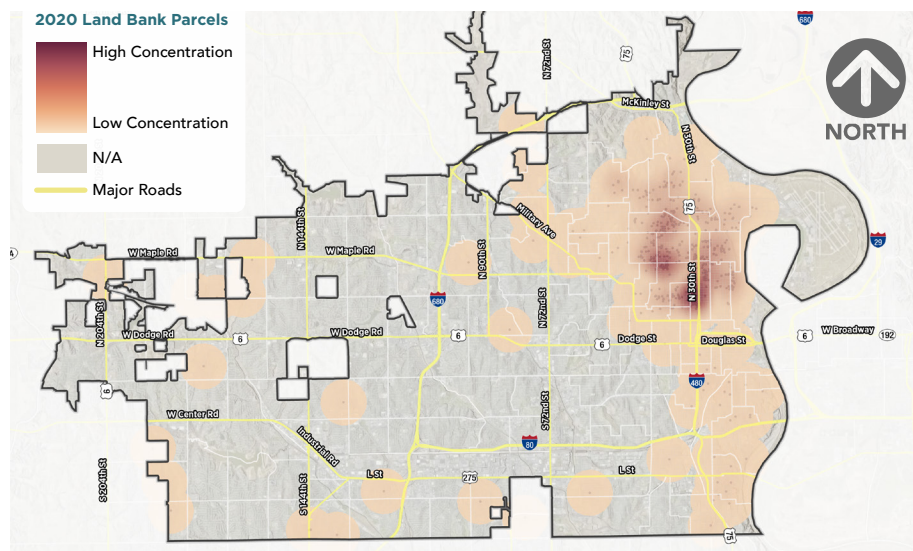 2020 Land Bank Parcels
High Concentration
Low Concentration
N/A
Major Roads
NORTH
680
N 72nd St
75
McKinley St
N 30th St
75
Military Ave
N 144th St
W Maple Rd
W Maple Rd
N 90th St
29
4
680
N 72nd St
N 30th St
N 204th St
W Dodge Rd
6
W Dodge Rd
6
6
Dodge St
Douglas St
6
W Broadway
192
6
480
W Center Rd
S 72nd St
80
Industrial Rd
L St
275
L St
S 204th St
S 144th St
75